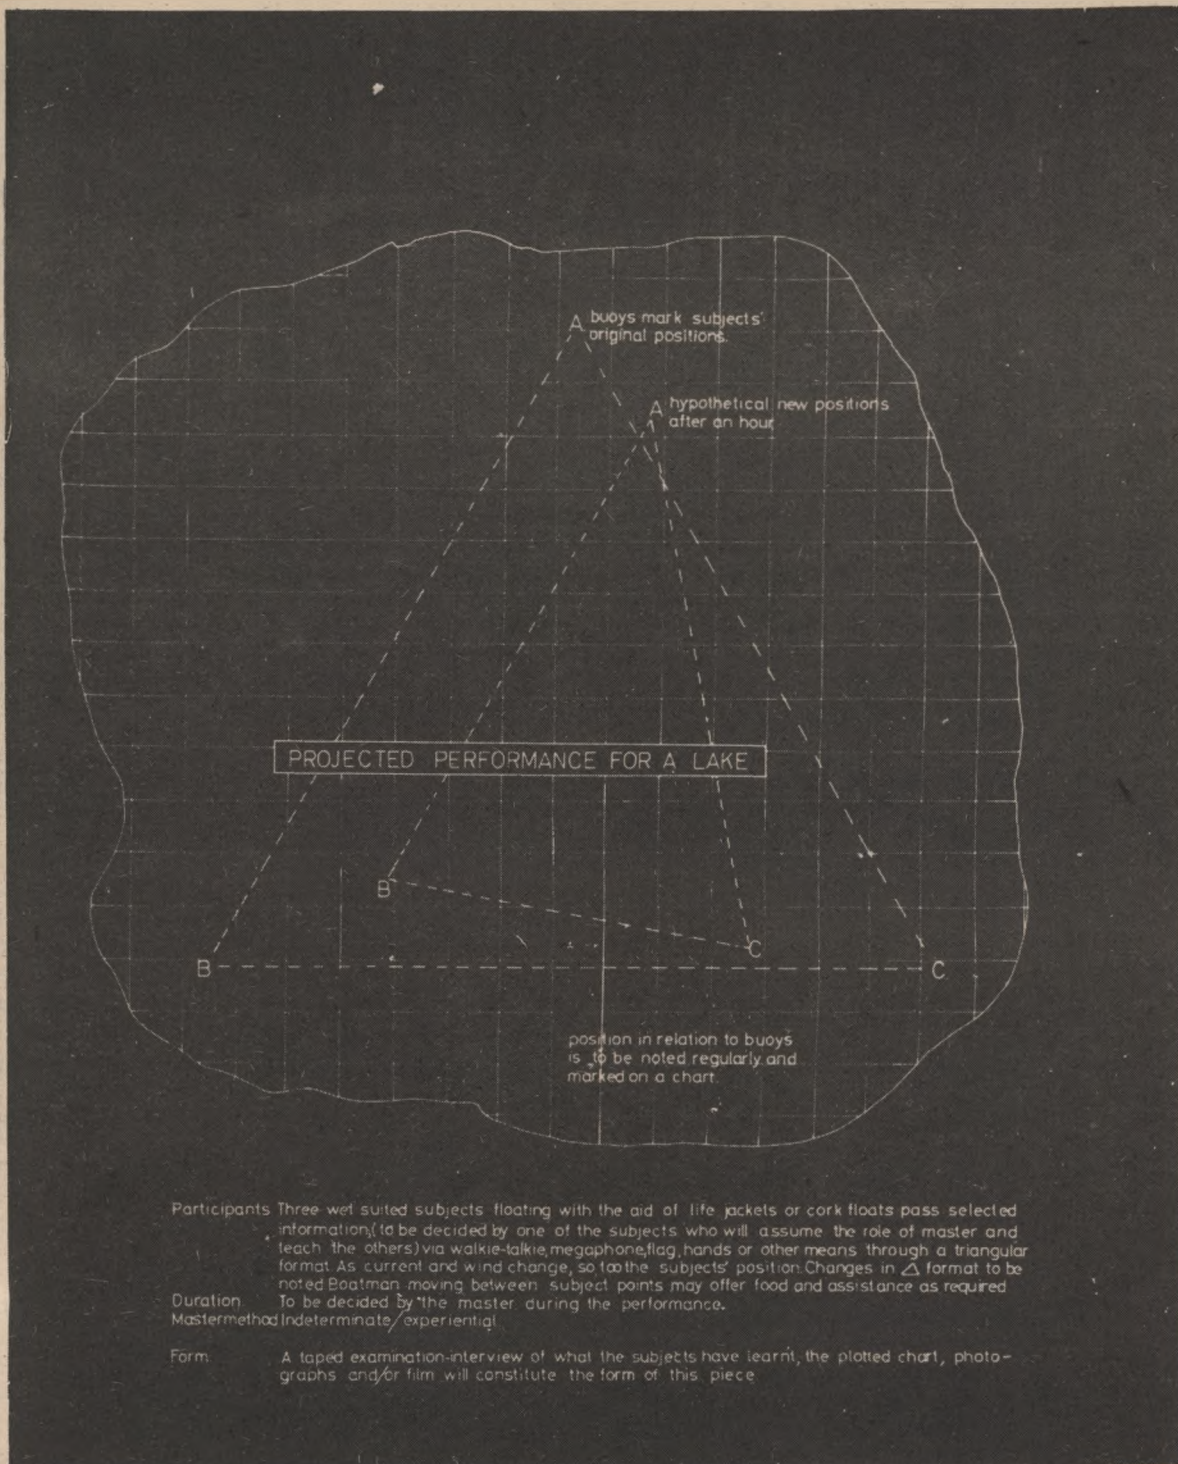 A buoys mark subjects'
original positions.
A hypothetical new positions
after an hour
PROJECTED PERFORMANCE FOR A LAKE
B
C
B
C
position in relation to buoys
is to be noted regularly and
marked on a chart.
Participants Three wet suited subjects floating with the aid of life jackets or cork floats pass selected
information,(to be decided by one of the subjects who will assume the role of master and
teach the others) via walkie-talkie, megaphone, flag, hands or other means through a triangular
format. As current and wind change, so too the subjects' position. Changes in △ format to be
noted Boatman moving between subject points may offer food and assistance as required
Duration To be decided by the master during the performance.
Mastermethod Indeterminate/experiential
Form A taped examination-interview of what the subjects have learnt, the plotted chart, photo-
graphs and/or film will constitute the form of this piece